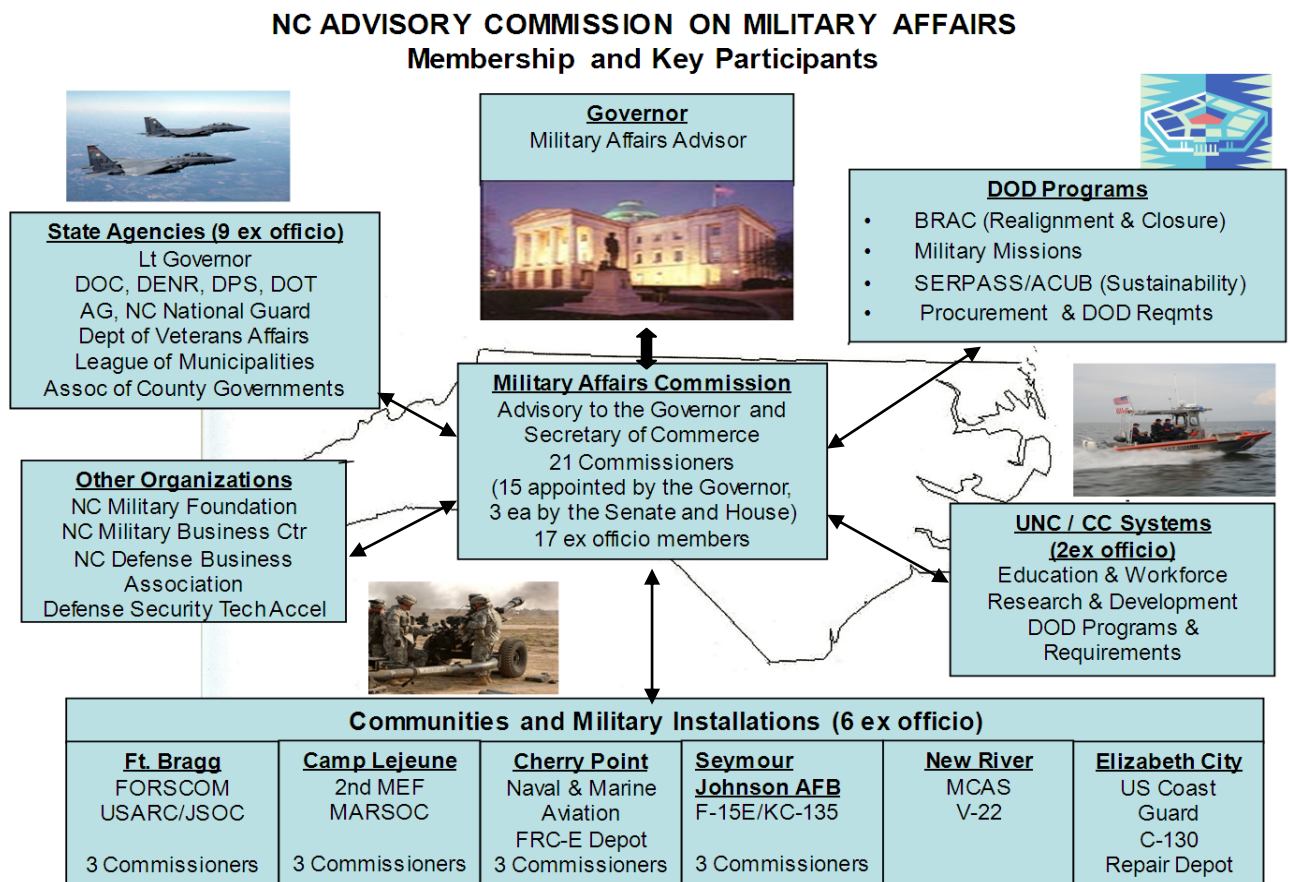 NC ADVISORY COMMISSION ON MILITARY AFFAIRS
Membership and Key Participants
Governor
Military Affairs Advisor
DOD Programs
• BRAC (Realignment & Closure)
• Military Missions
• SERPASS/ACUB (Sustainability)
• Procurement & DOD Reqmts
State Agencies (9 ex officio)
Lt Governor
DOC, DENR, DPS, DOT
AG, NC National Guard
Dept of Veterans Affairs
League of Municipalities
Assoc of County Governments
Military Affairs Commission
Advisory to the Governor and
Secretary of Commerce
21 Commissioners
(15 appointed by the Governor,
3 ea by the Senate and House)
17 ex officio members
Other Organizations
NC Military Foundation
NC Military Business Ctr
NC Defense Business
Association
Defense Security Tech Accel
UNC / CC Systems
(2ex officio)
Education & Workforce
Research & Development
DOD Programs &
Requirements
Communities and Military Installations (6 ex officio)
Ft. Bragg
FORSCOM
USARC/JSOC
3 Commissioners
Camp Lejeune
2nd MEF
MARSOC
3 Commissioners
Cherry Point
Naval & Marine
Aviation
FRC-E Depot
3 Commissioners
Seymour
Johnson AFB
F-15E/KC-135
3 Commissioners
New River
MCAS
V-22
Elizabeth City
US Coast
Guard
C-130
Repair Depot